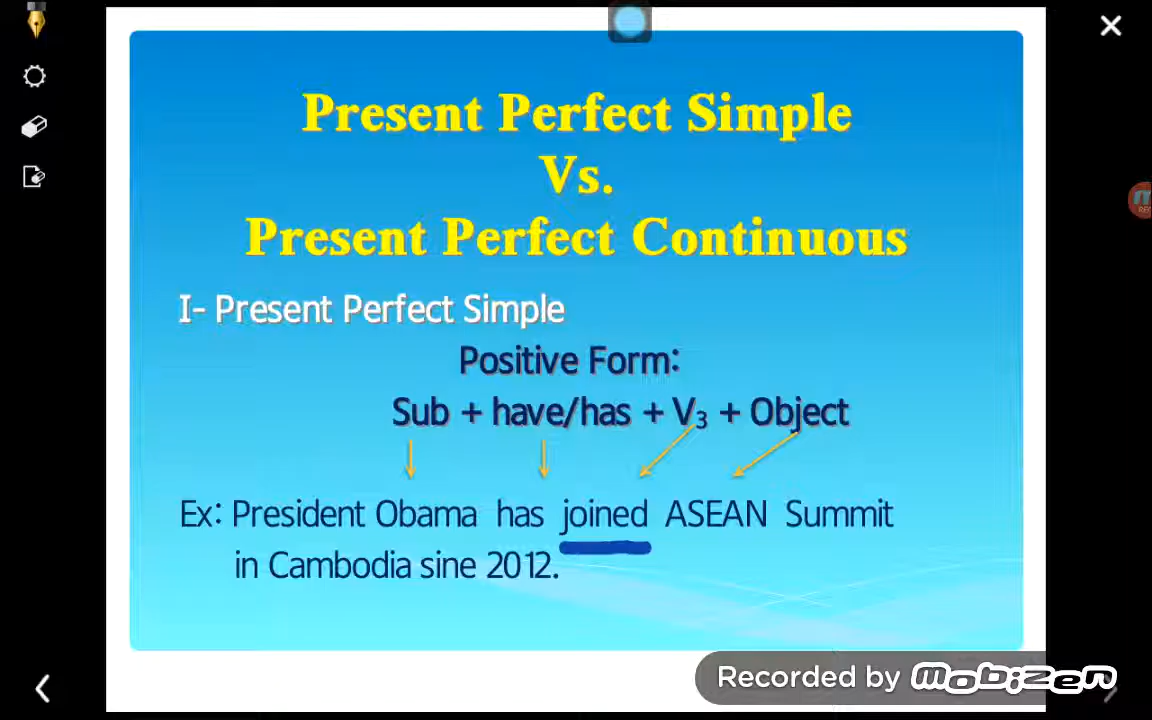 Present Perfect Simple
Vs.
Present Perfect Continuous
I- Present Perfect Simple
Positive Form:
Sub + have/has + V₃ + Object
Ex: President Obama has joined ASEAN Summit
in Cambodia sine 2012.
Recorded by mobizen